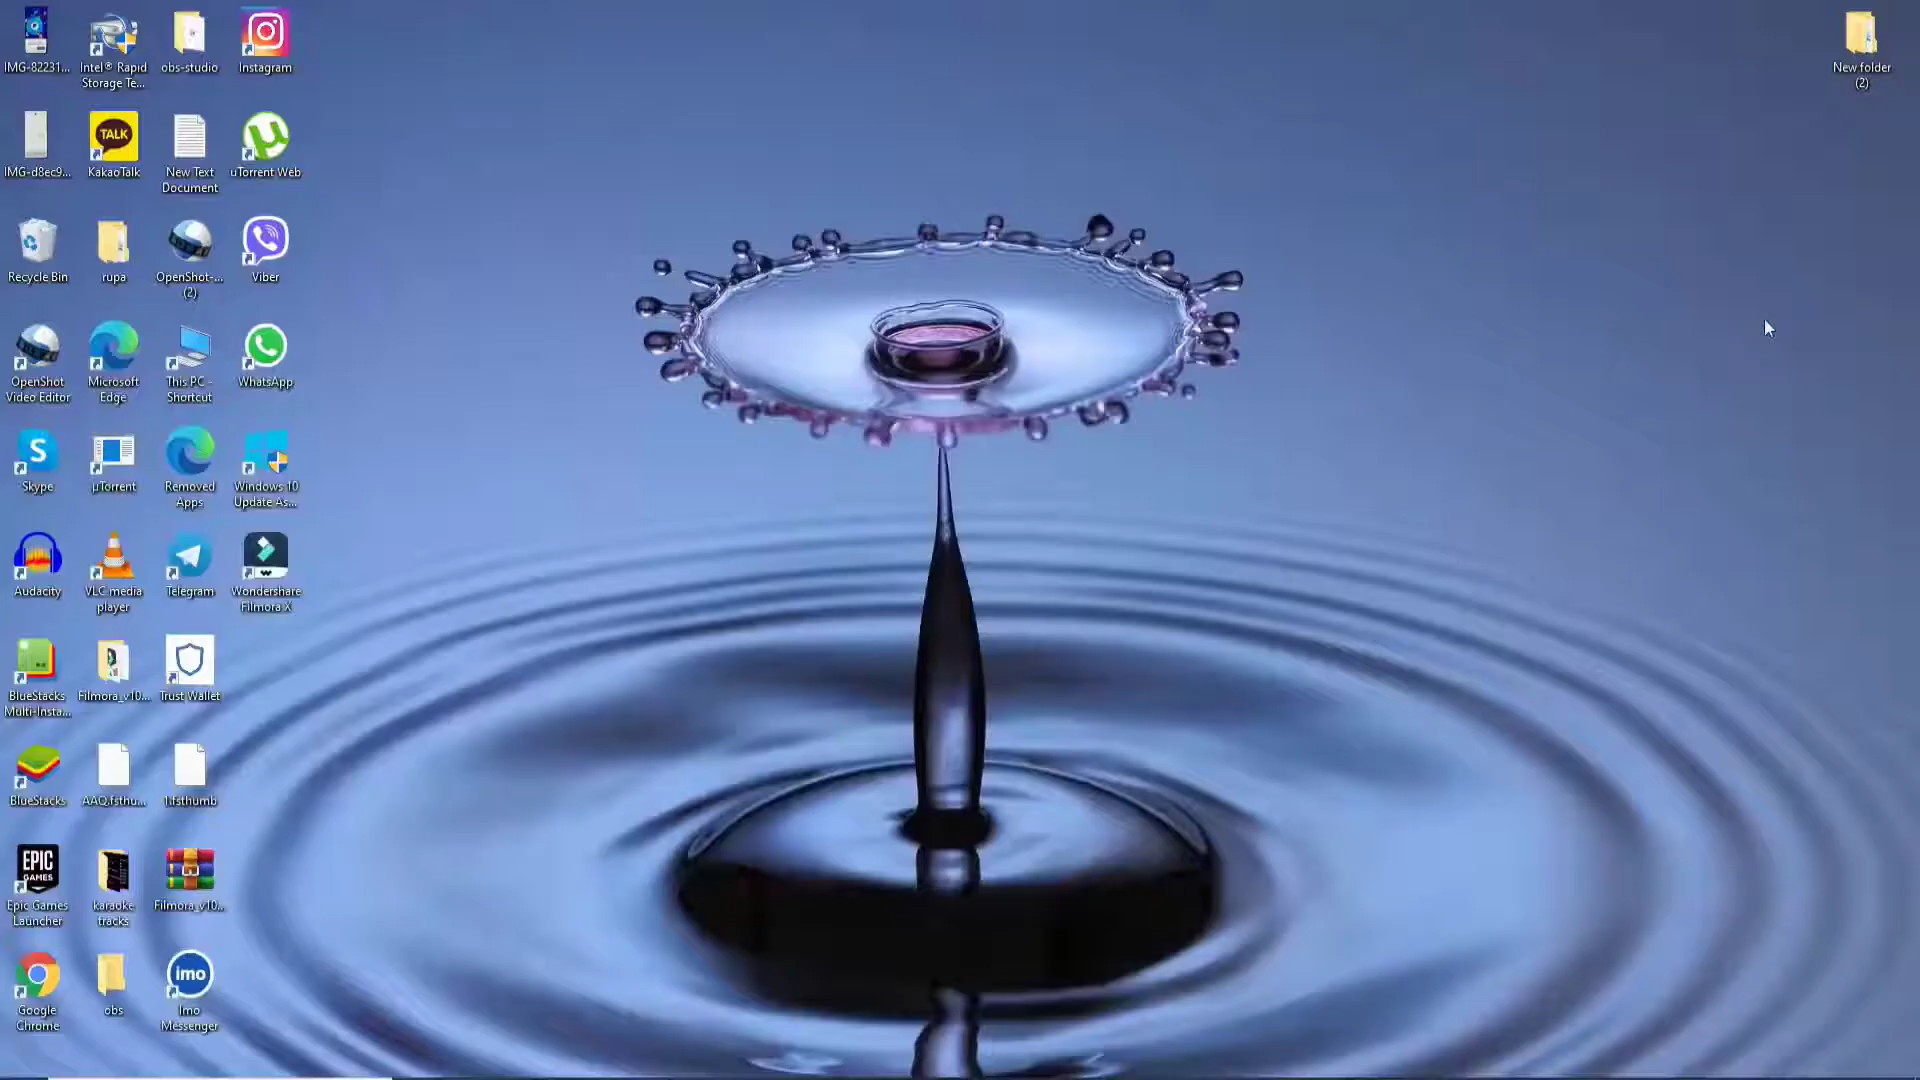 IMG-82231...
Intel® Rapid
Storage Te...
obs-studio
Instagram
New folder
(2)
IMG-d8ec9...
TALK
KakaoTalk
New Text
Document
uTorrent Web
Recycle Bin
rupa
OpenShot-...
(2)
Viber
OpenShot
Video Editor
Microsoft
Edge
This PC -
Shortcut
WhatsApp
S
Skype
µTorrent
Removed
Apps
Windows 10
Update As...
Audacity
VLC media
player
Telegram
Wondershare
Filmora X
BlueStacks
Multi-Insta...
Filmora_v10...
Trust Wallet
BlueStacks
AAQ.fsthu...
1.fsthumb
EPIC
GAMES
Epic Games
Launcher
karaoke
tracks
Filmora_v10...
Google
Chrome
obs
imo
Imo
Messenger